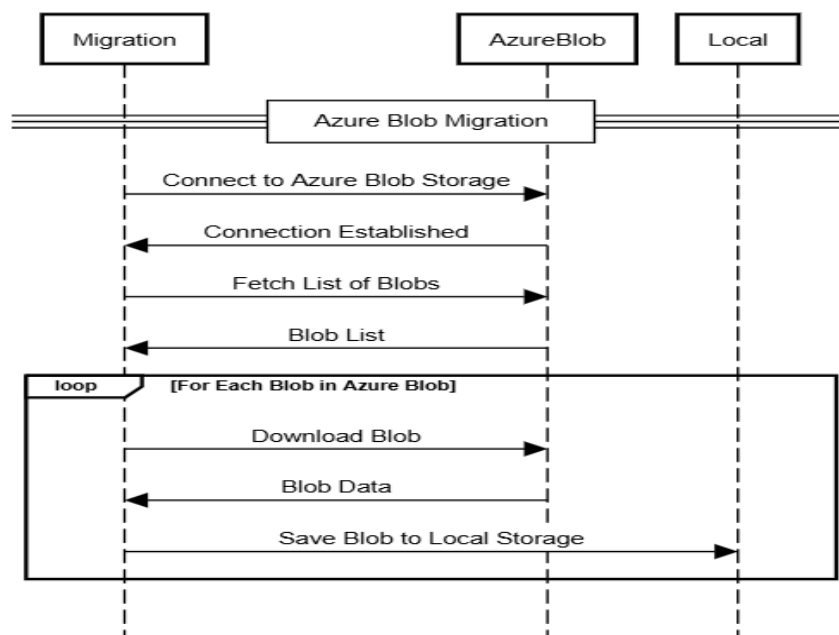 Migration AzureBlob Local
Azure Blob Migration
Connect to Azure Blob Storage
Connection Established
Fetch List of Blobs
Blob List
loop [For Each Blob in Azure Blob]
Download Blob
Blob Data
Save Blob to Local Storage